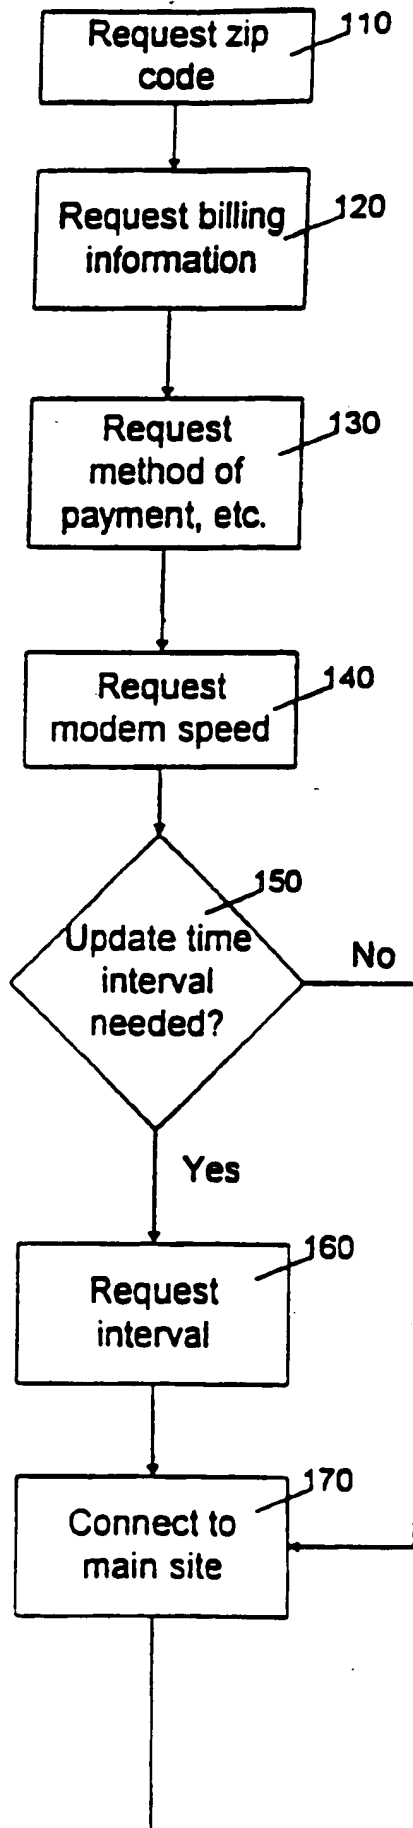 Request zip
code
110
Request billing
information
120
Request
method of
payment, etc.
130
Request
modem speed
140
150
Update time
interval
needed?
No
Yes
160
Request
interval
170
Connect to
main site